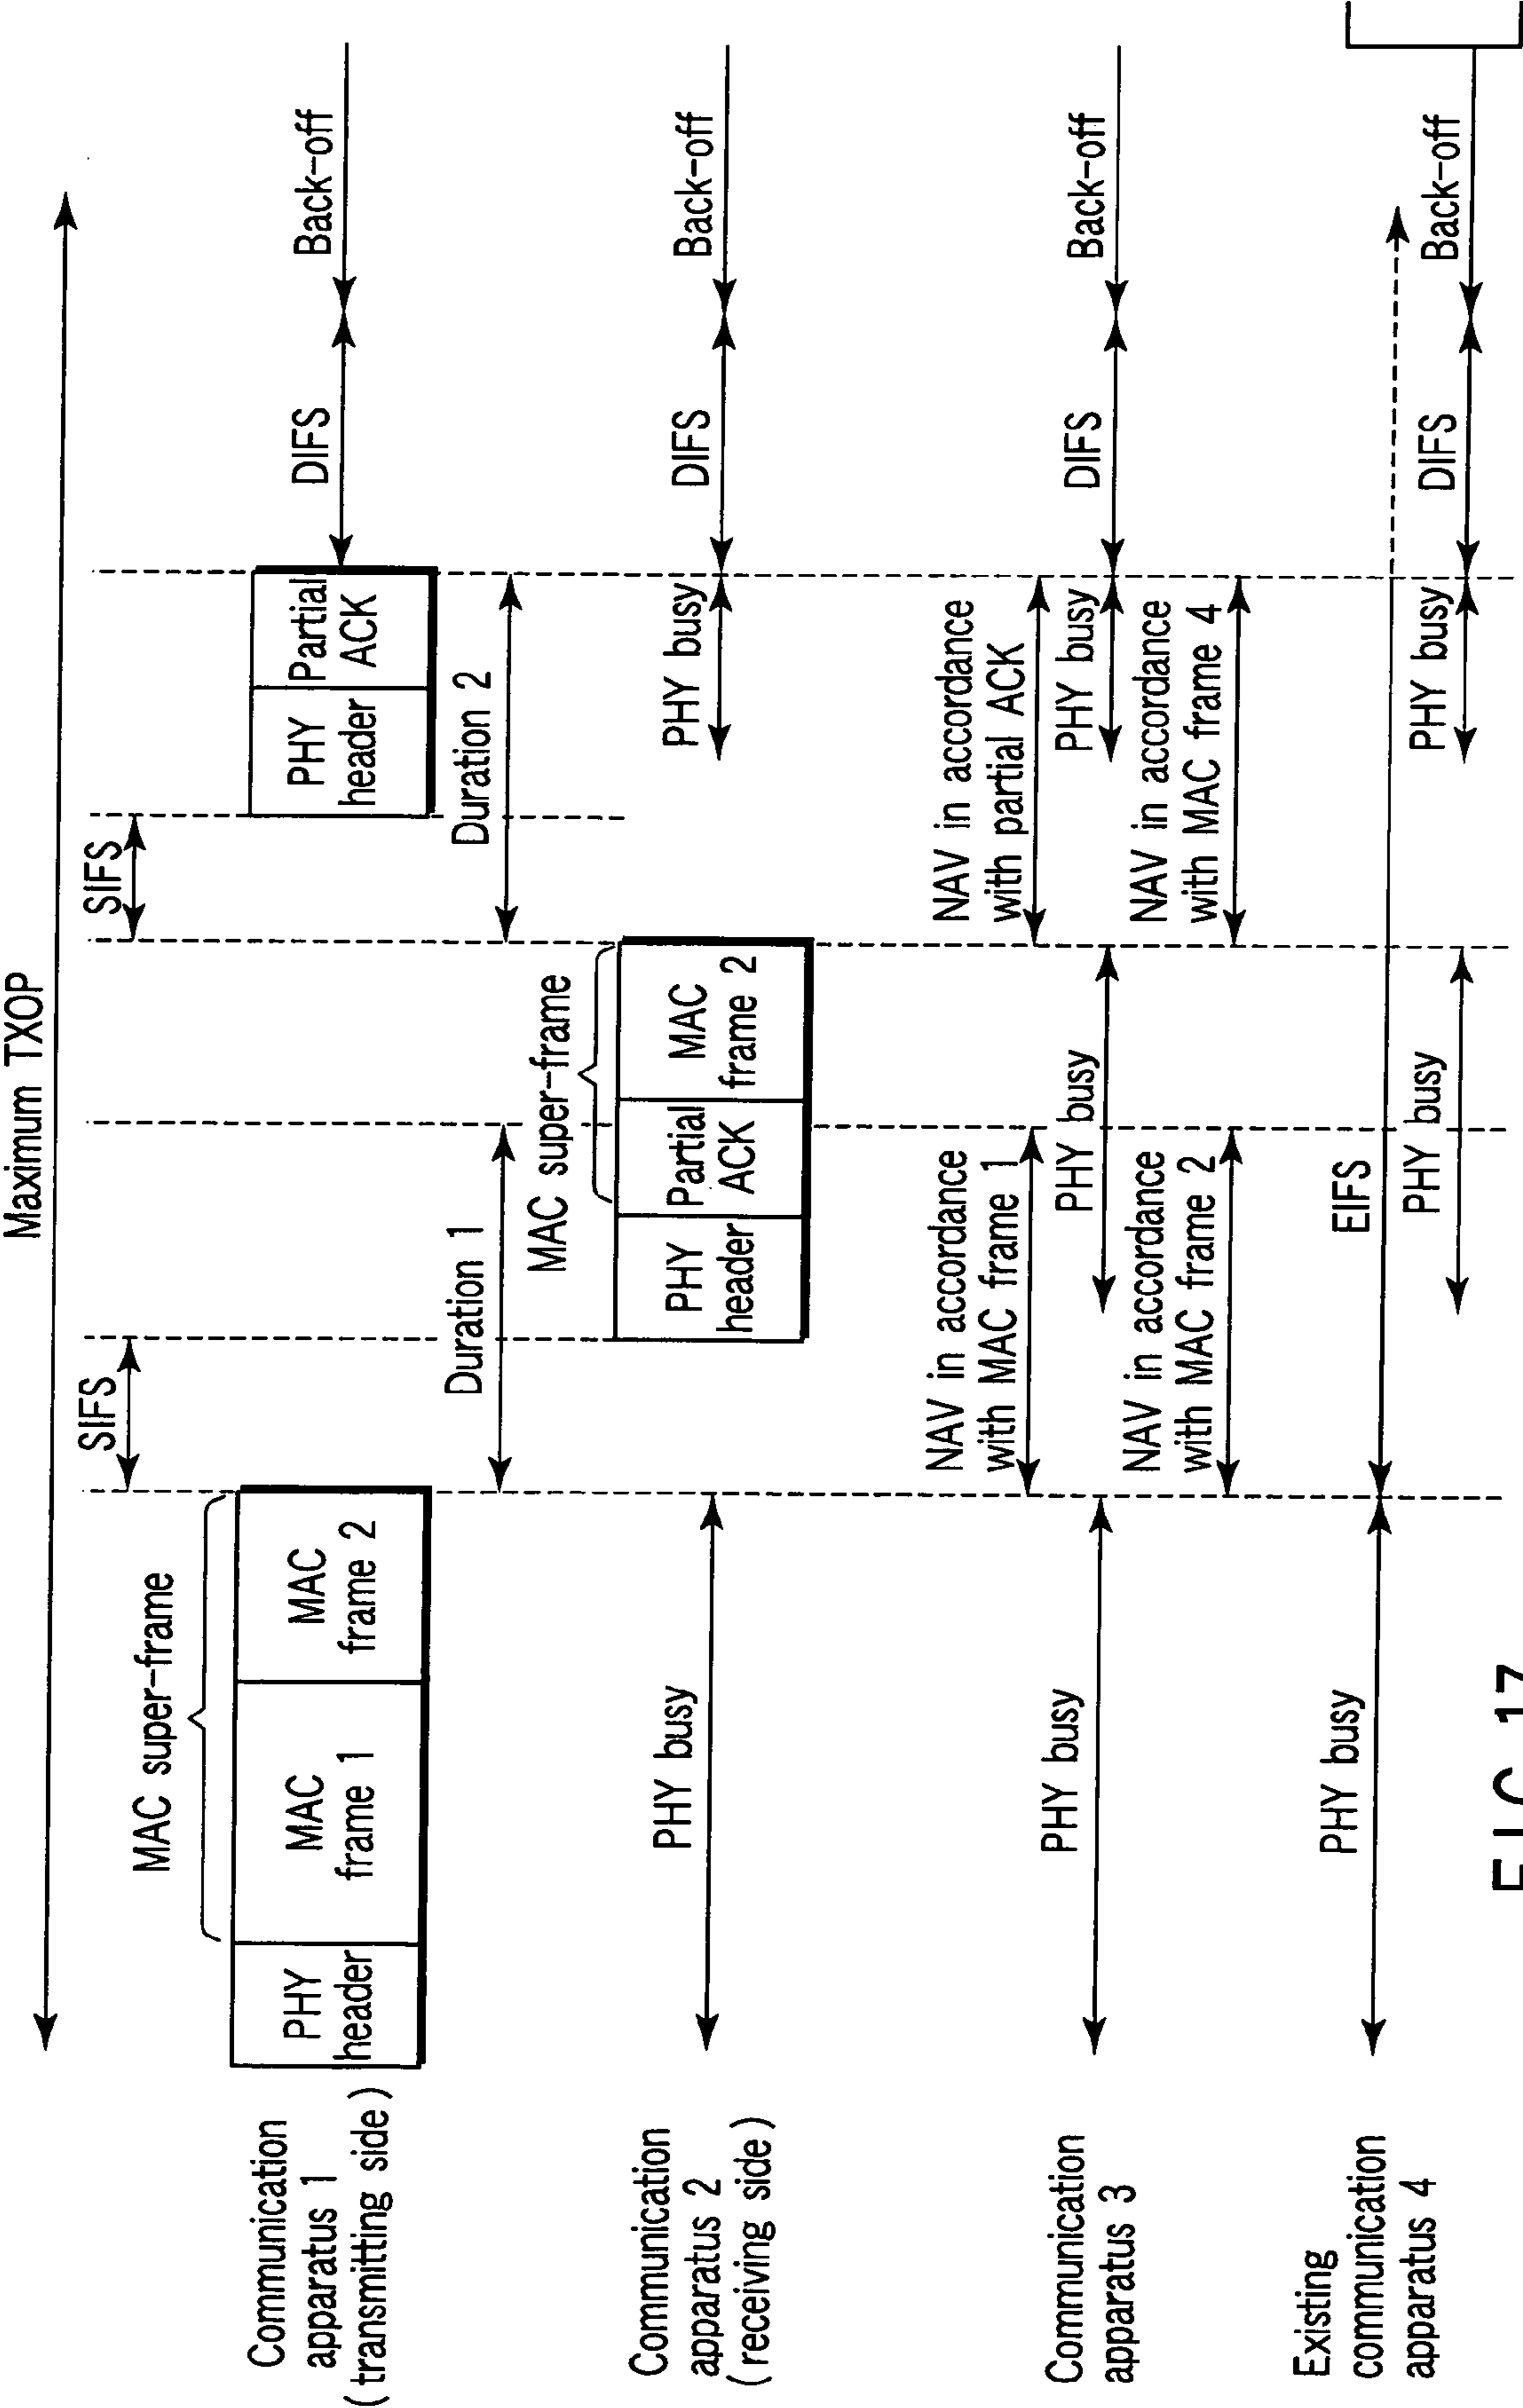 Maximum TXOP
SIFS
SIFS
MAC super-frame
Communication
apparatus 1
(transmitting side)
PHY
header
MAC
frame 1
MAC
frame 2
PHY
header
Partial
ACK
DIFS
Back-off
Duration 1
Duration 2
MAC super-frame
Communication
apparatus 2
(receiving side)
PHY busy
PHY
header
Partial
ACK
MAC
frame 2
PHY busy
DIFS
Back-off
NAV in accordance
with MAC frame 1
NAV in accordance
with partial ACK
Communication
apparatus 3
PHY busy
PHY busy
PHY busy
DIFS
Back-off
NAV in accordance
with MAC frame 2
NAV in accordance
with MAC frame 4
Existing
communication
apparatus 4
PHY busy
EIFS
PHY busy
PHY busy
DIFS
Back-off